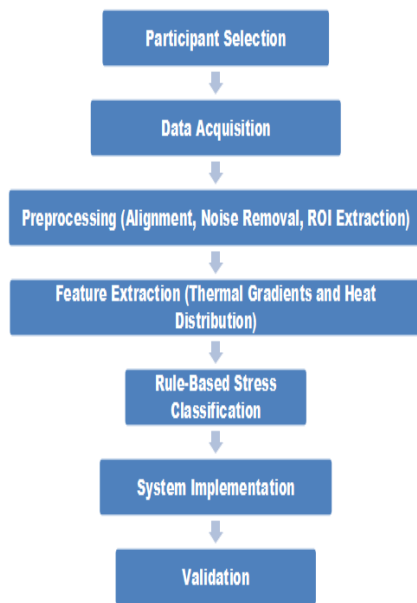 Participant Selection
Data Acquisition
Preprocessing (Alignment, Noise Removal, ROI Extraction)
Feature Extraction (Thermal Gradients and Heat
Distribution)
Rule-Based Stress
Classification
System Implementation
Validation